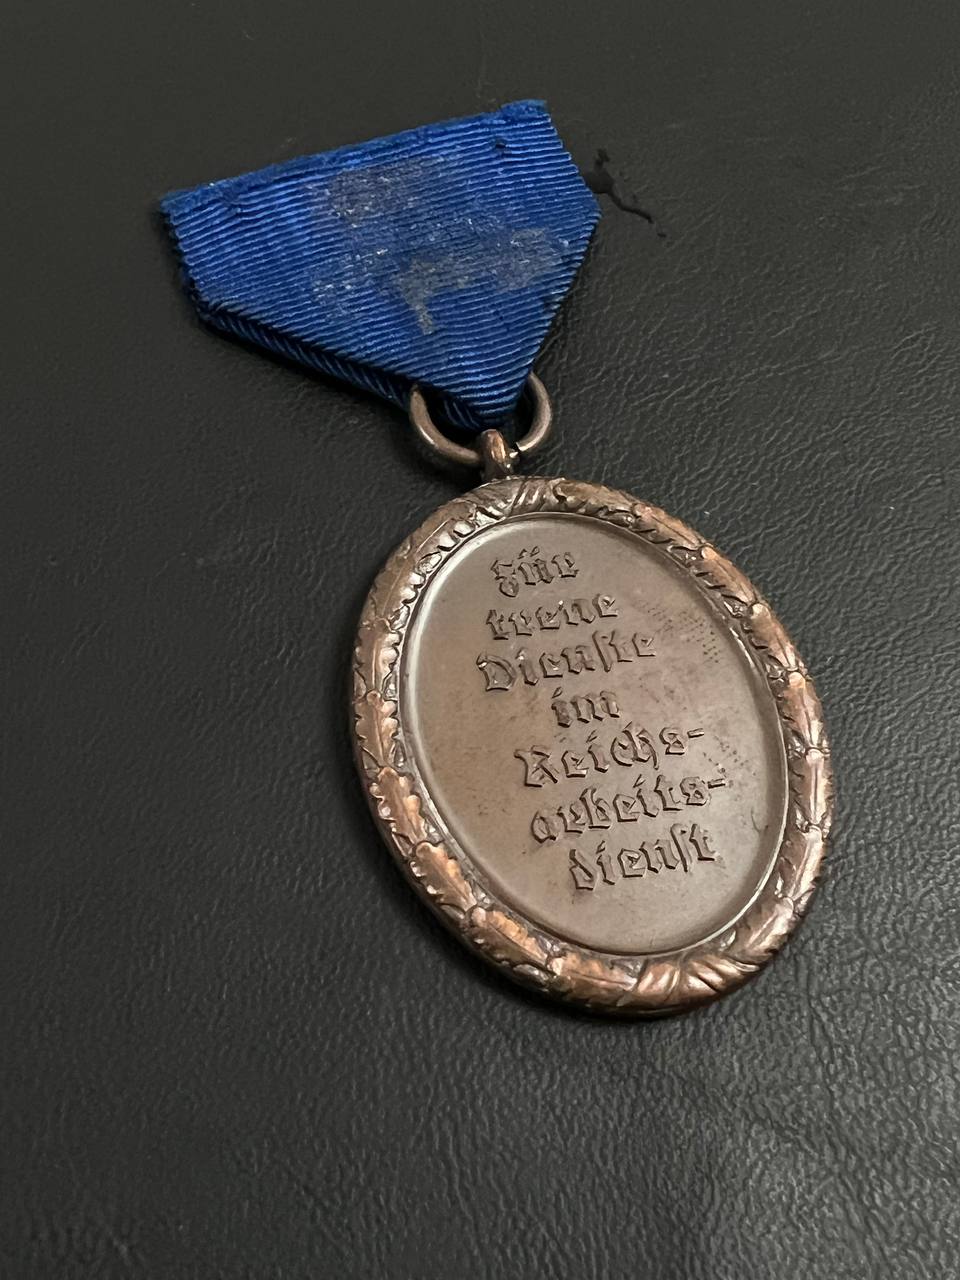 Für
treue
Dienste
im
Reichs-
arbeits-
dienst